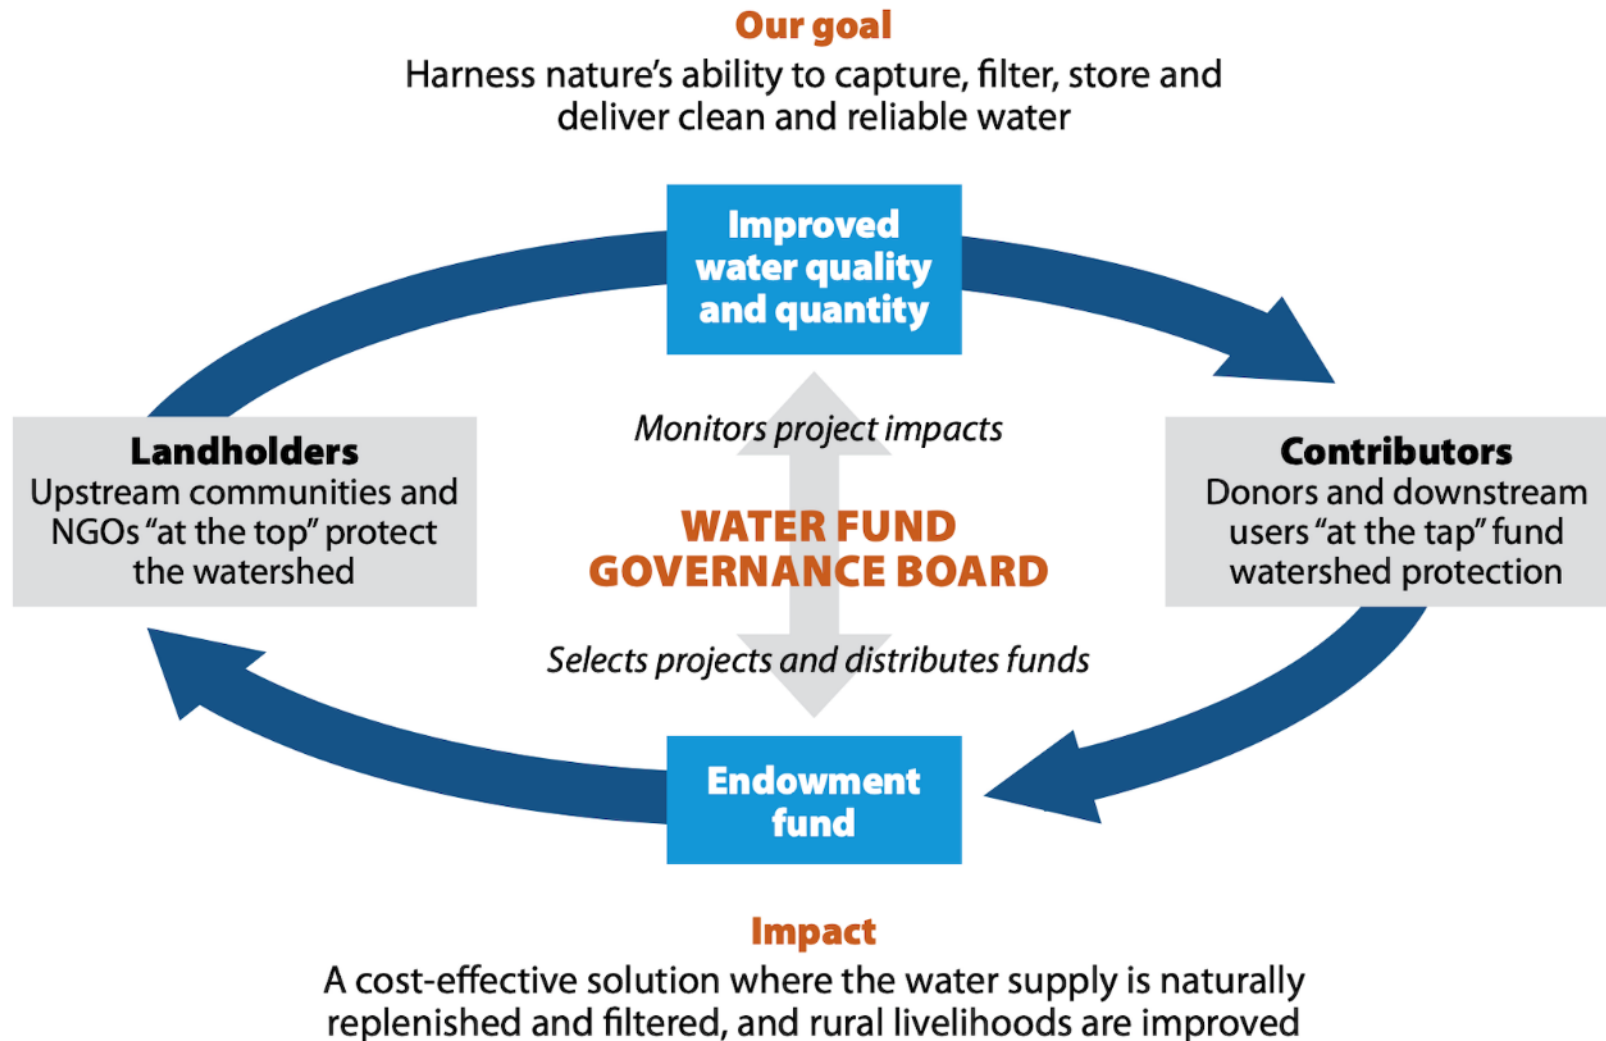 Our goal
Harness nature’s ability to capture, filter, store and
deliver clean and reliable water
Improved
water quality
and quantity
Monitors project impacts
Landholders
Upstream communities and
NGOs “at the top” protect
the watershed
WATER FUND
GOVERNANCE BOARD
Contributors
Donors and downstream
users “at the tap” fund
watershed protection
Selects projects and distributes funds
Endowment
fund
Impact
A cost-effective solution where the water supply is naturally
replenished and filtered, and rural livelihoods are improved